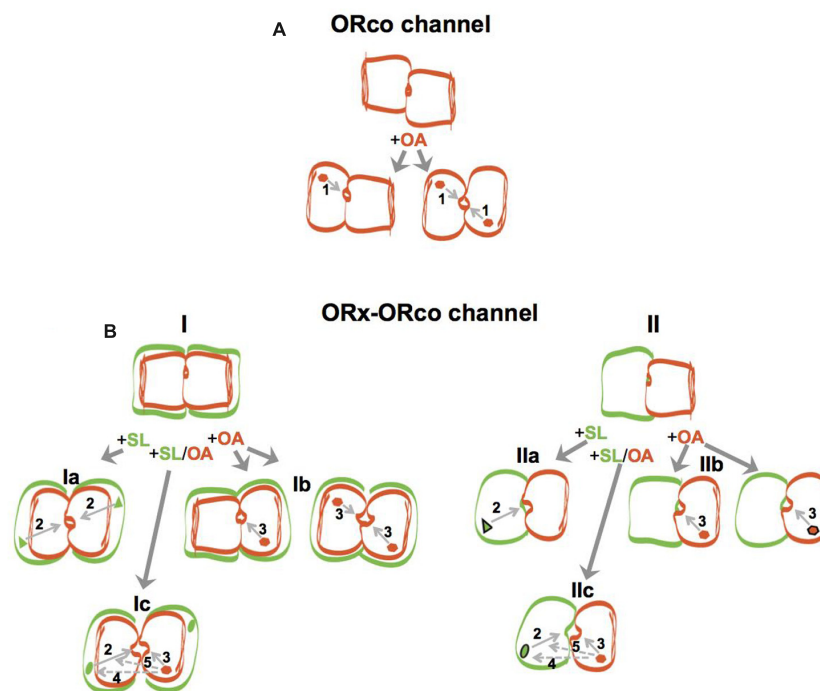 A
ORco channel
+OA
1
1
1
B
ORx-ORco channel
I
II
+SL
+SL/OA
+OA
+SL
+SL/OA
+OA
Ia
2
2
Ib
3
3
3
IIa
2
IIb
3
3
Ic
2
5
3
4
IIc
2
5
3
4